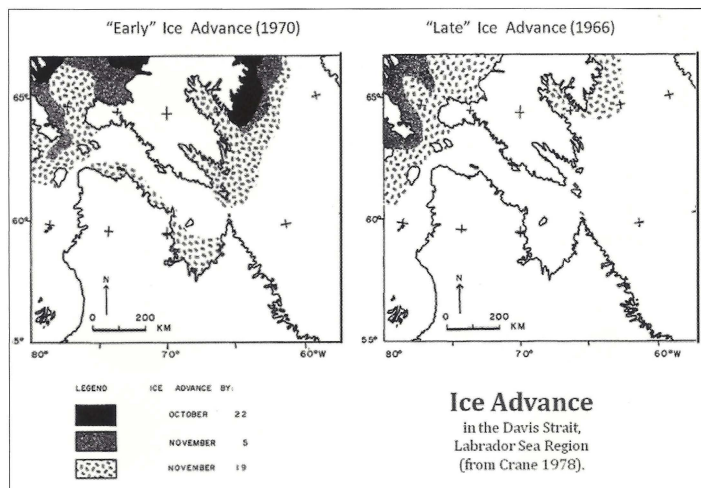 “Early” Ice Advance (1970)
“Late” Ice Advance (1966)
65°
60°
5°
N
0 200
KM
80° 70° 60°W
65°
60°
55°
N
0 200
KM
80° 70° 60°W
LEGEND ICE ADVANCE BY:
OCTOBER 22
NOVEMBER 5
NOVEMBER 19
Ice Advance
in the Davis Strait,
Labrador Sea Region
(from Crane 1978).